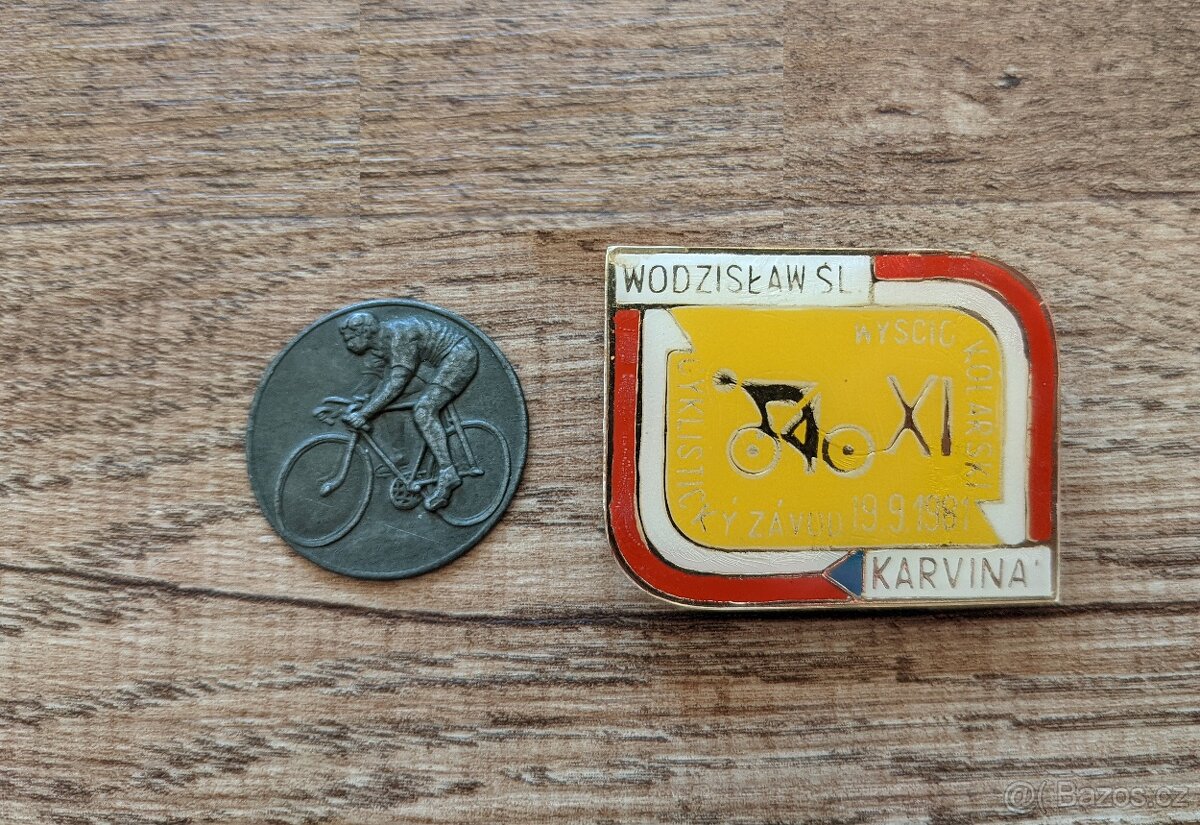 WODZISŁAW ŚL
WYŚCIG KOLARSKI
XI
CYKLISTICKÝ ZÁVOD 19.9.1981
KARVINÁ
@( Bazos.cz